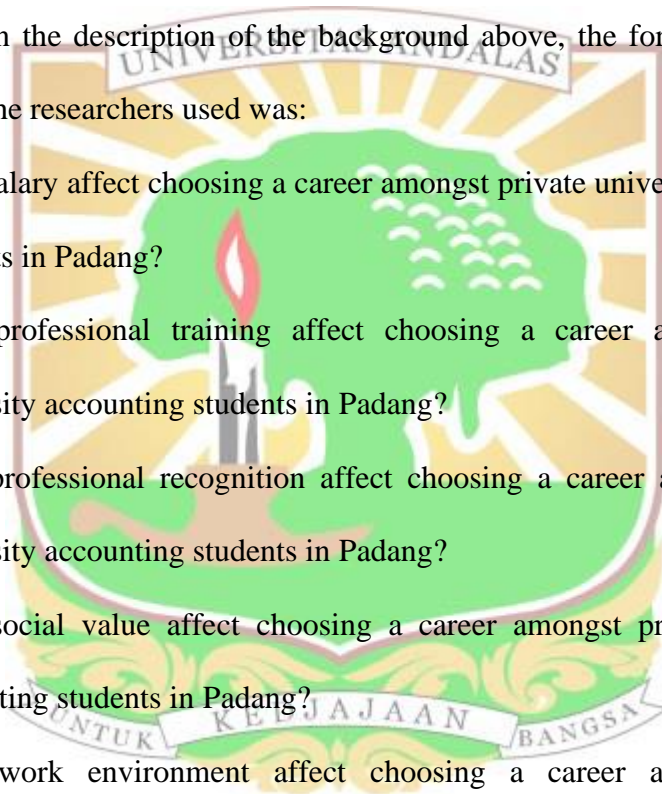 the description of the background above, the for
UNIVERSITAS ANDALAS
researchers used was:
alary affect choosing a career amongst private unive
ts in Padang?
professional training affect choosing a career a
sity accounting students in Padang?
professional recognition affect choosing a career a
sity accounting students in Padang?
social value affect choosing a career amongst pr
ting students in Padang?
UNTUK KEDJAJAAN BANGSA
work environment affect choosing a career a